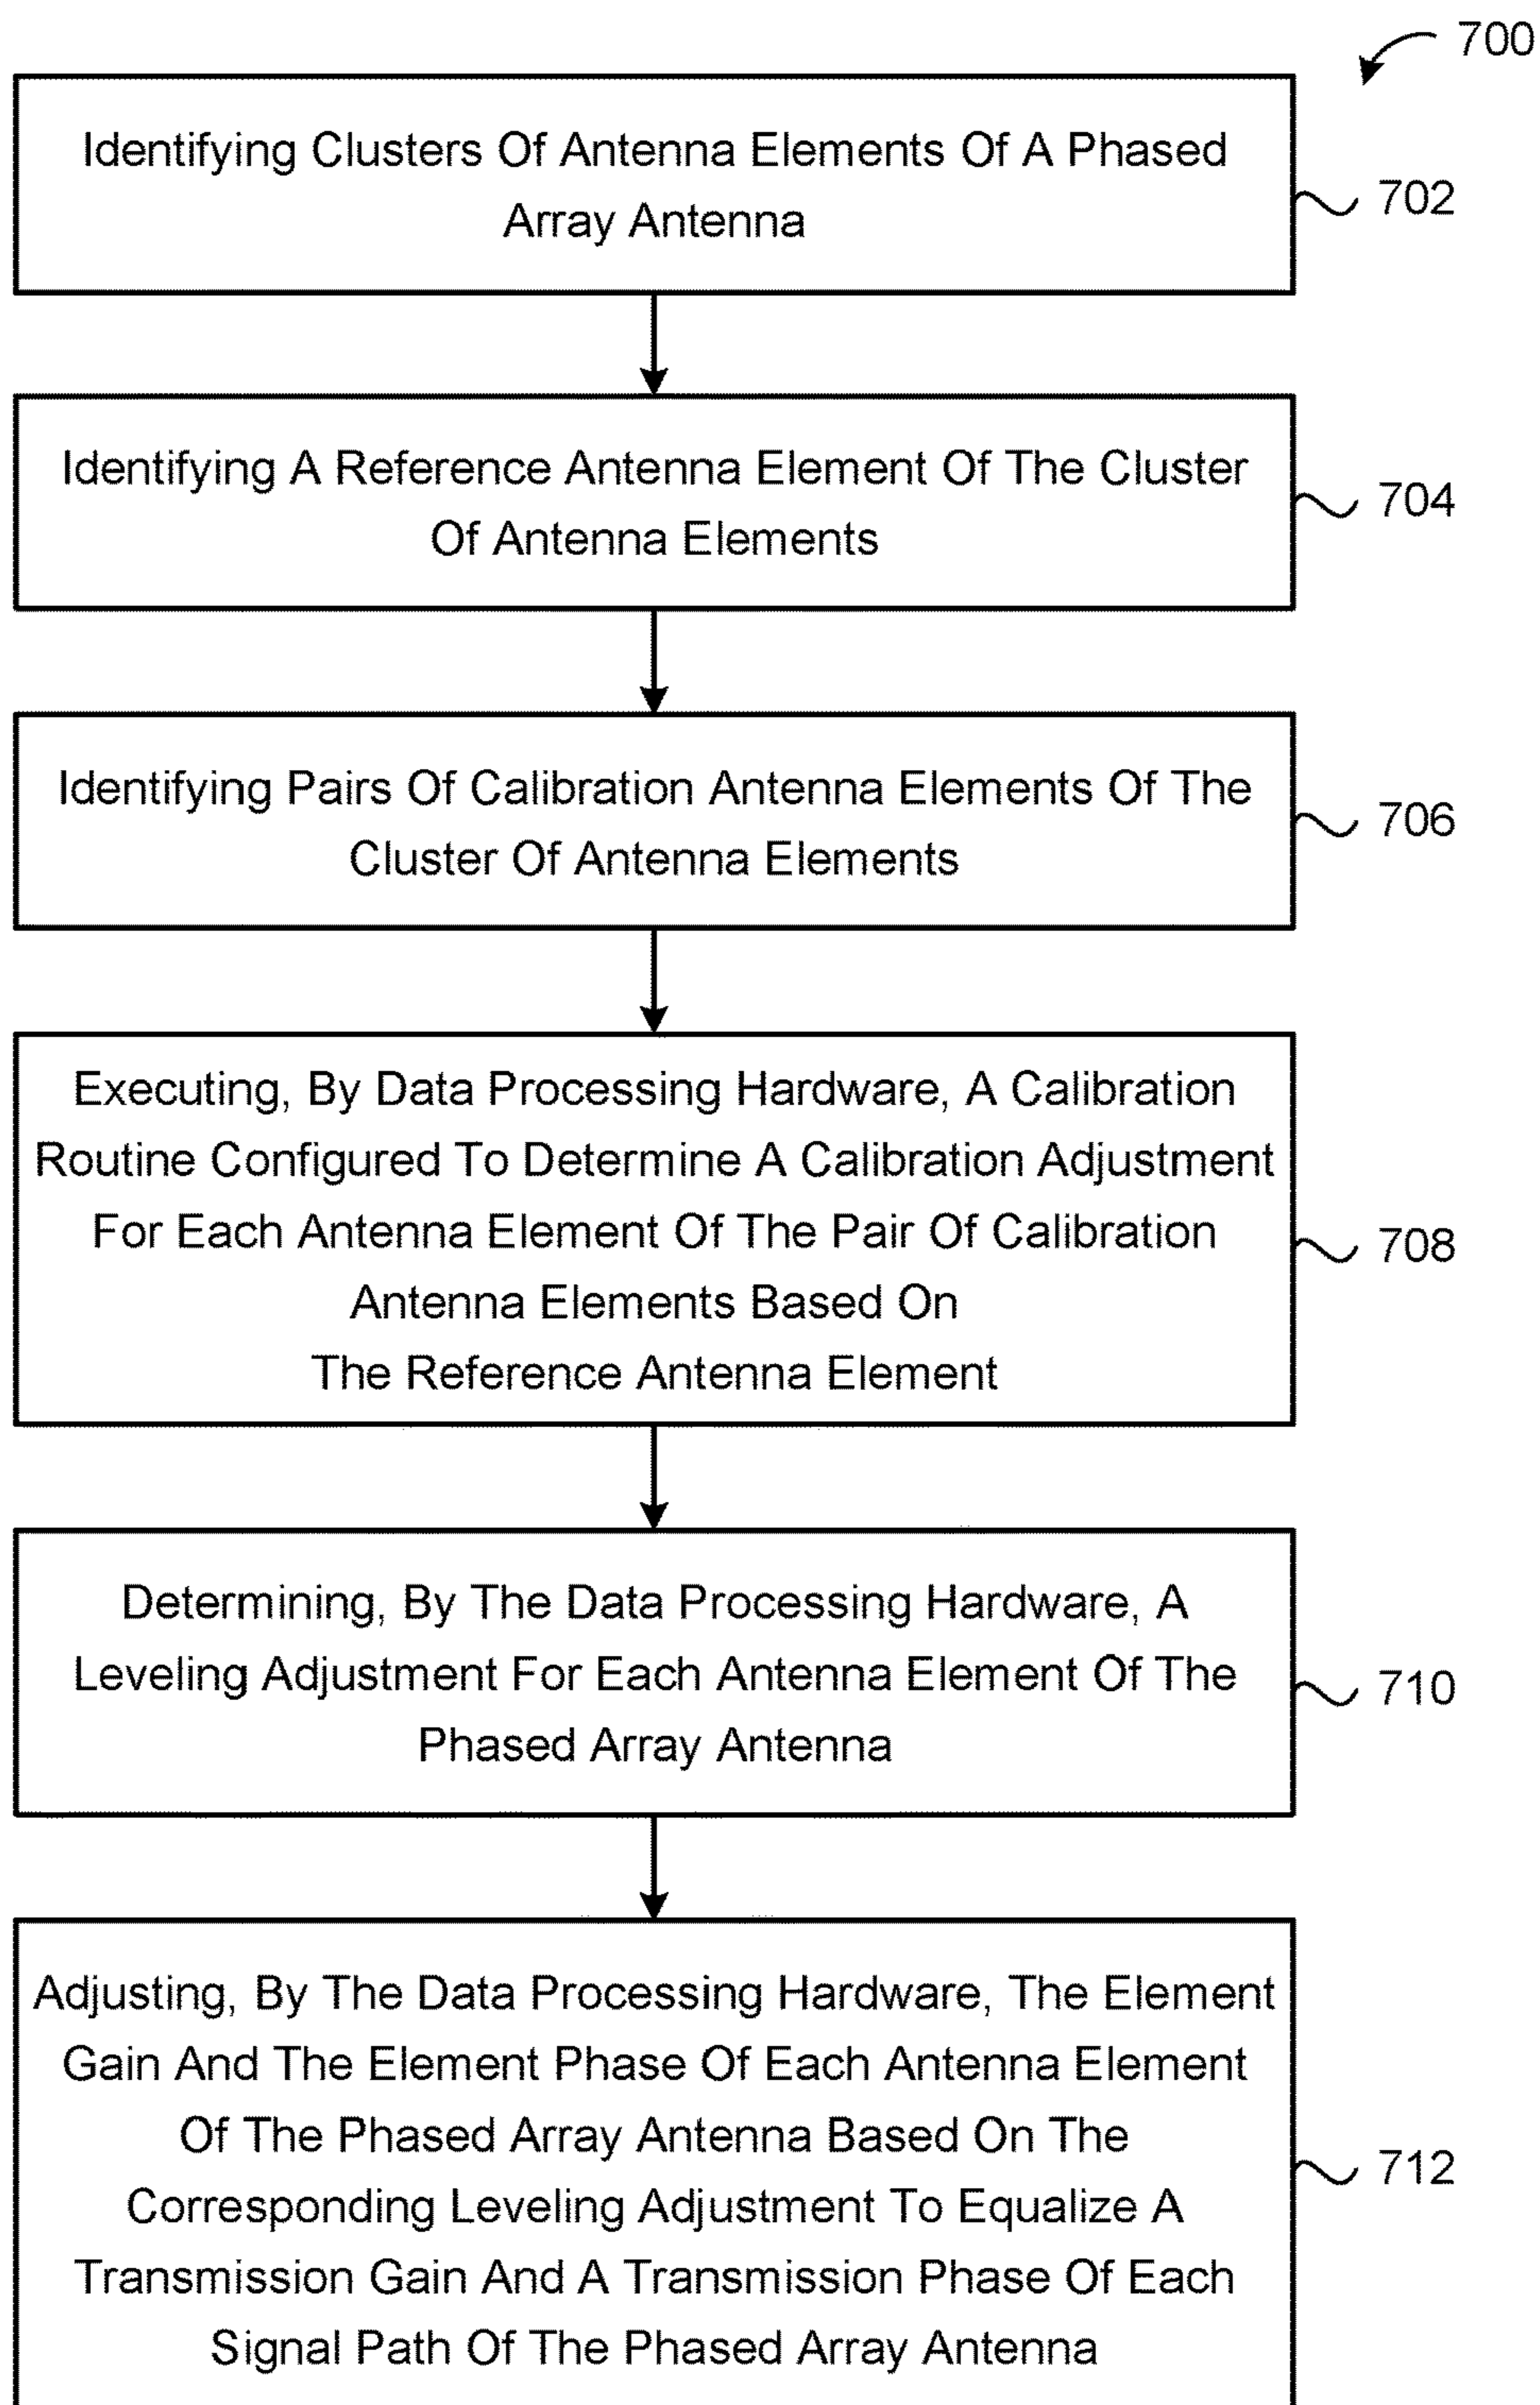 700
Identifying Clusters Of Antenna Elements Of A Phased
Array Antenna
702
Identifying A Reference Antenna Element Of The Cluster
Of Antenna Elements
704
Identifying Pairs Of Calibration Antenna Elements Of The
Cluster Of Antenna Elements
706
Executing, By Data Processing Hardware, A Calibration
Routine Configured To Determine A Calibration Adjustment
For Each Antenna Element Of The Pair Of Calibration
Antenna Elements Based On
The Reference Antenna Element
708
Determining, By The Data Processing Hardware, A
Leveling Adjustment For Each Antenna Element Of The
Phased Array Antenna
710
Adjusting, By The Data Processing Hardware, The Element
Gain And The Element Phase Of Each Antenna Element
Of The Phased Array Antenna Based On The
Corresponding Leveling Adjustment To Equalize A
Transmission Gain And A Transmission Phase Of Each
Signal Path Of The Phased Array Antenna
712